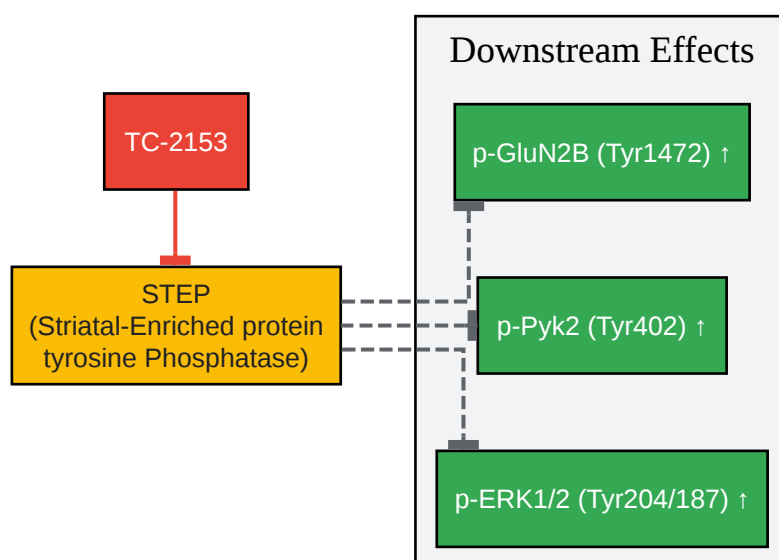 Downstream Effects
TC-2153
p-GluN2B (Tyr1472) ↑
STEP
(Striatal-Enriched protein
tyrosine Phosphatase)
p-Pyk2 (Tyr402) ↑
p-ERK1/2 (Tyr204/187) ↑